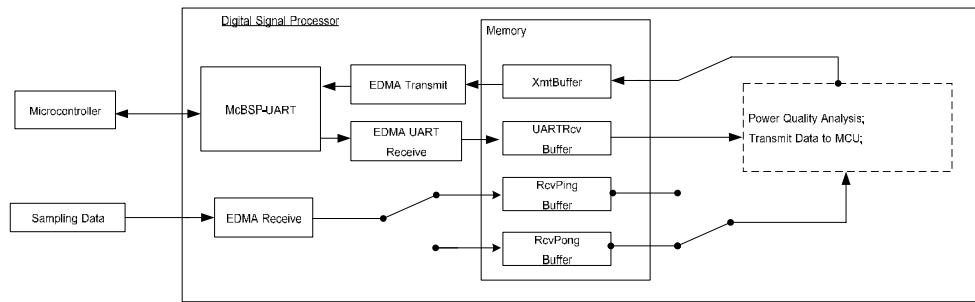 Digital Signal Processor
Memory
EDMA Transmit
XmtBuffer
Microcontroller
McBSP-UART
Power Quality Analysis;
Transmit Data to MCU;
EDMA UART
Receive
UARTRcv
Buffer
RcvPing
Buffer
Sampling Data
EDMA Receive
RcvPong
Buffer